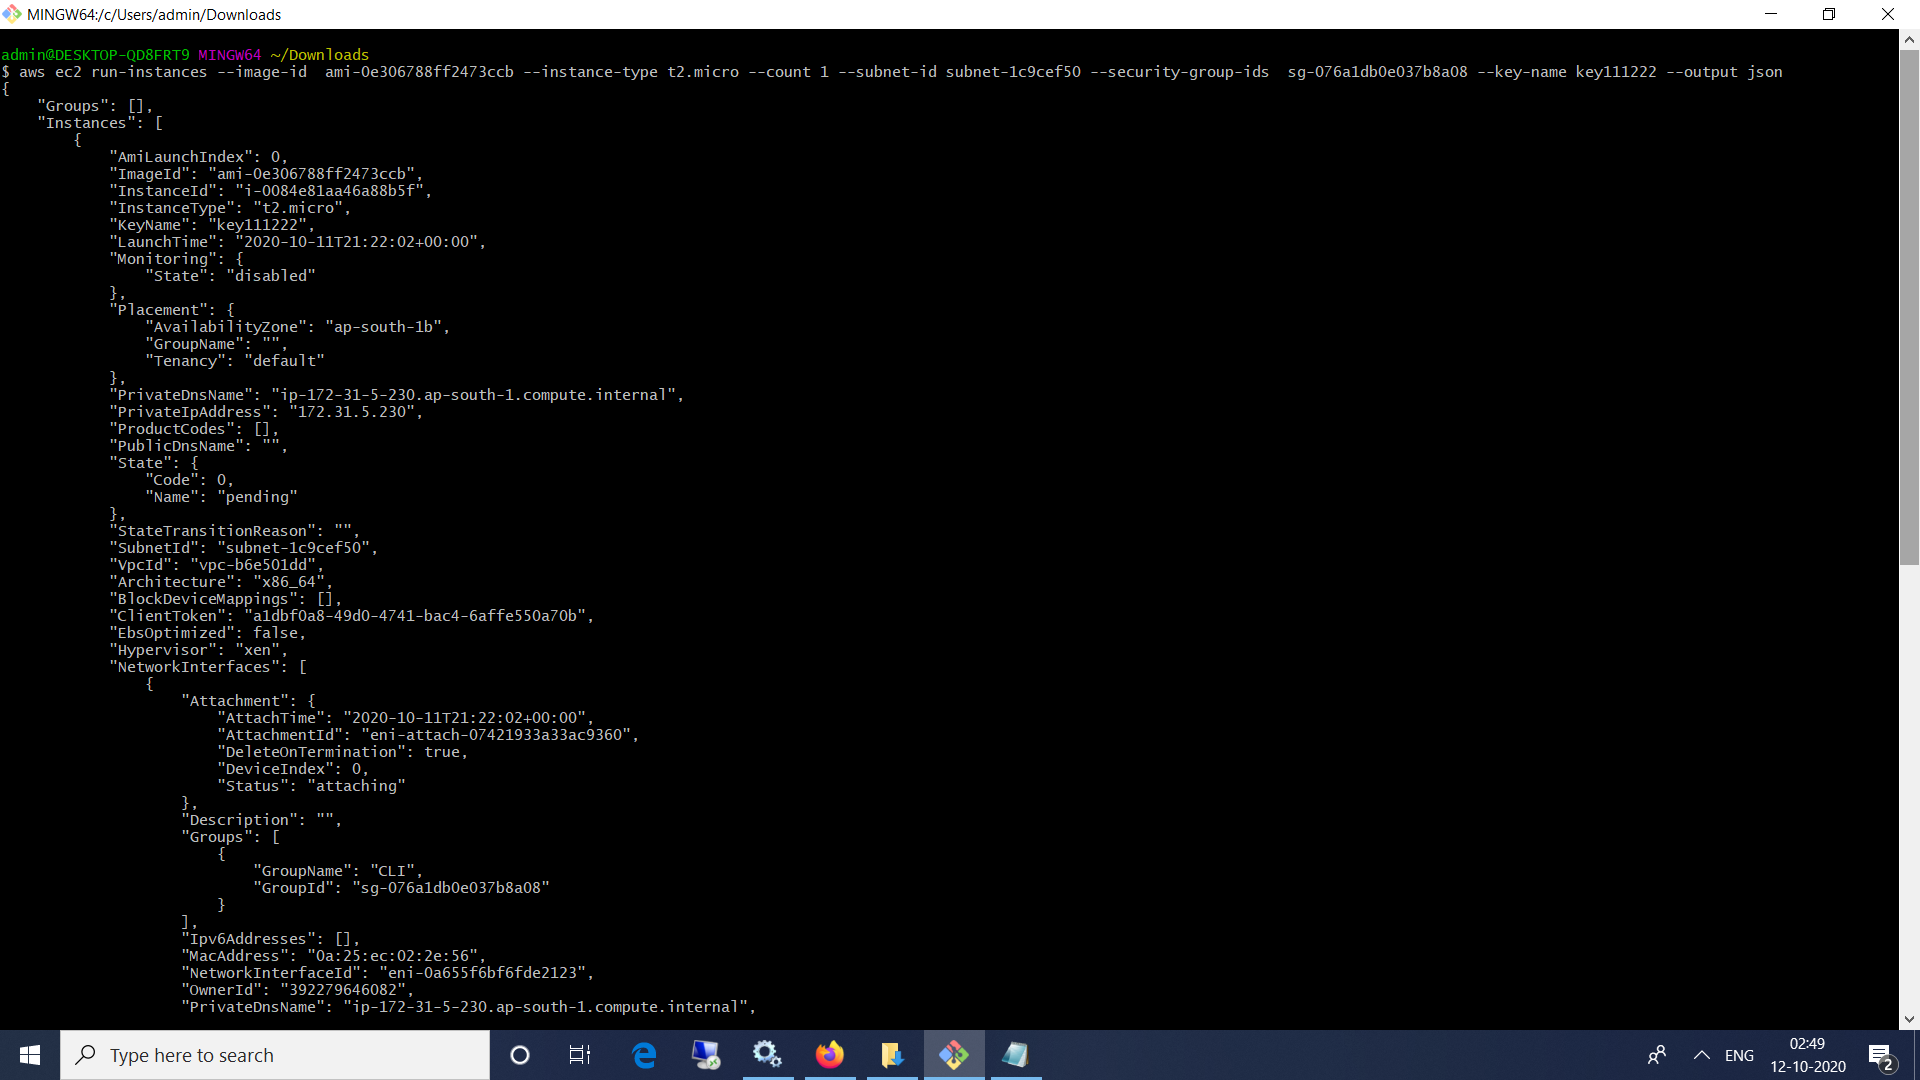 MINGW64:/c/Users/admin/Downloads
admin@DESKTOP-QD8FRT9 MINGW64 ~/Downloads
$ aws ec2 run-instances --image-id  ami-0e306788ff2473ccb --instance-type t2.micro --count 1 --subnet-id subnet-1c9cef50 --security-group-ids  sg-076a1db0e037b8a08 --key-name key111222 --output json
{
    "Groups": [],
    "Instances": [
        {
            "AmiLaunchIndex": 0,
            "ImageId": "ami-0e306788ff2473ccb",
            "InstanceId": "i-0084e81aa46a88b5f",
            "InstanceType": "t2.micro",
            "KeyName": "key111222",
            "LaunchTime": "2020-10-11T21:22:02+00:00",
            "Monitoring": {
                "State": "disabled"
            },
            "Placement": {
                "AvailabilityZone": "ap-south-1b",
                "GroupName": "",
                "Tenancy": "default"
            },
            "PrivateDnsName": "ip-172-31-5-230.ap-south-1.compute.internal",
            "PrivateIpAddress": "172.31.5.230",
            "ProductCodes": [],
            "PublicDnsName": "",
            "State": {
                "Code": 0,
                "Name": "pending"
            },
            "StateTransitionReason": "",
            "SubnetId": "subnet-1c9cef50",
            "VpcId": "vpc-b6e501dd",
            "Architecture": "x86_64",
            "BlockDeviceMappings": [],
            "ClientToken": "a1dbf0a8-49d0-4741-bac4-6affe550a70b",
            "EbsOptimized": false,
            "Hypervisor": "xen",
            "NetworkInterfaces": [
                {
                    "Attachment": {
                        "AttachTime": "2020-10-11T21:22:02+00:00",
                        "AttachmentId": "eni-attach-07421933a33ac9360",
                        "DeleteOnTermination": true,
                        "DeviceIndex": 0,
                        "Status": "attaching"
                    },
                    "Description": "",
                    "Groups": [
                        {
                            "GroupName": "CLI",
                            "GroupId": "sg-076a1db0e037b8a08"
                        }
                    ],
                    "Ipv6Addresses": [],
                    "MacAddress": "0a:25:ec:02:2e:56",
                    "NetworkInterfaceId": "eni-0a655f6bf6fde2123",
                    "OwnerId": "392279646082",
                    "PrivateDnsName": "ip-172-31-5-230.ap-south-1.compute.internal",
Type here to search
ENG
02:49
12-10-2020
2